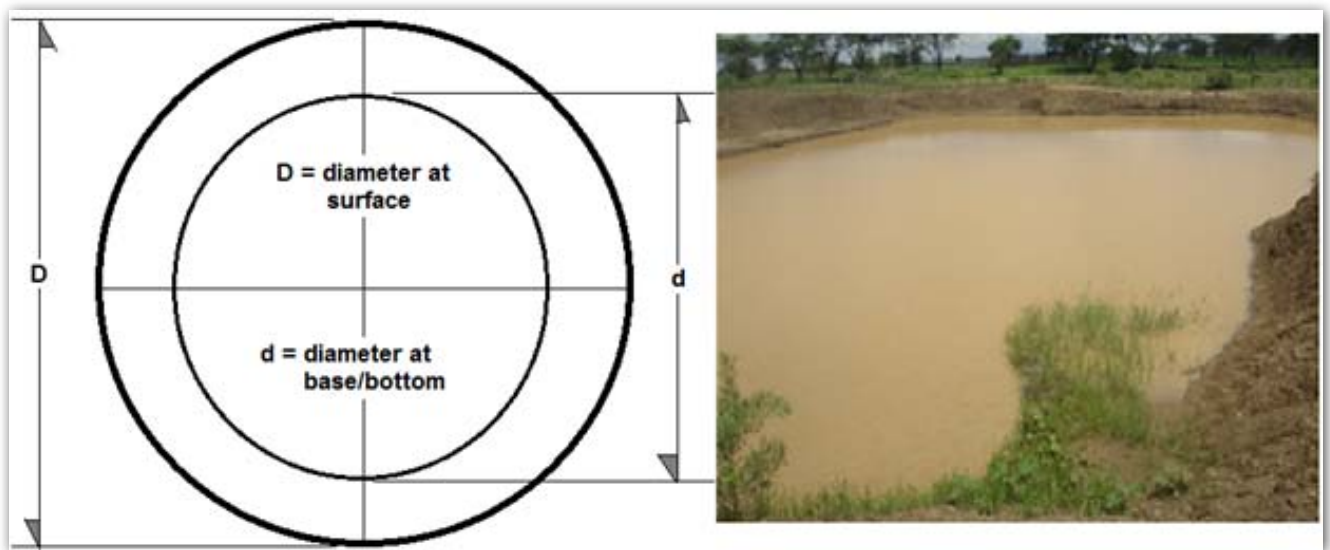 D = diameter at
surface
D
d
d = diameter at
base/bottom